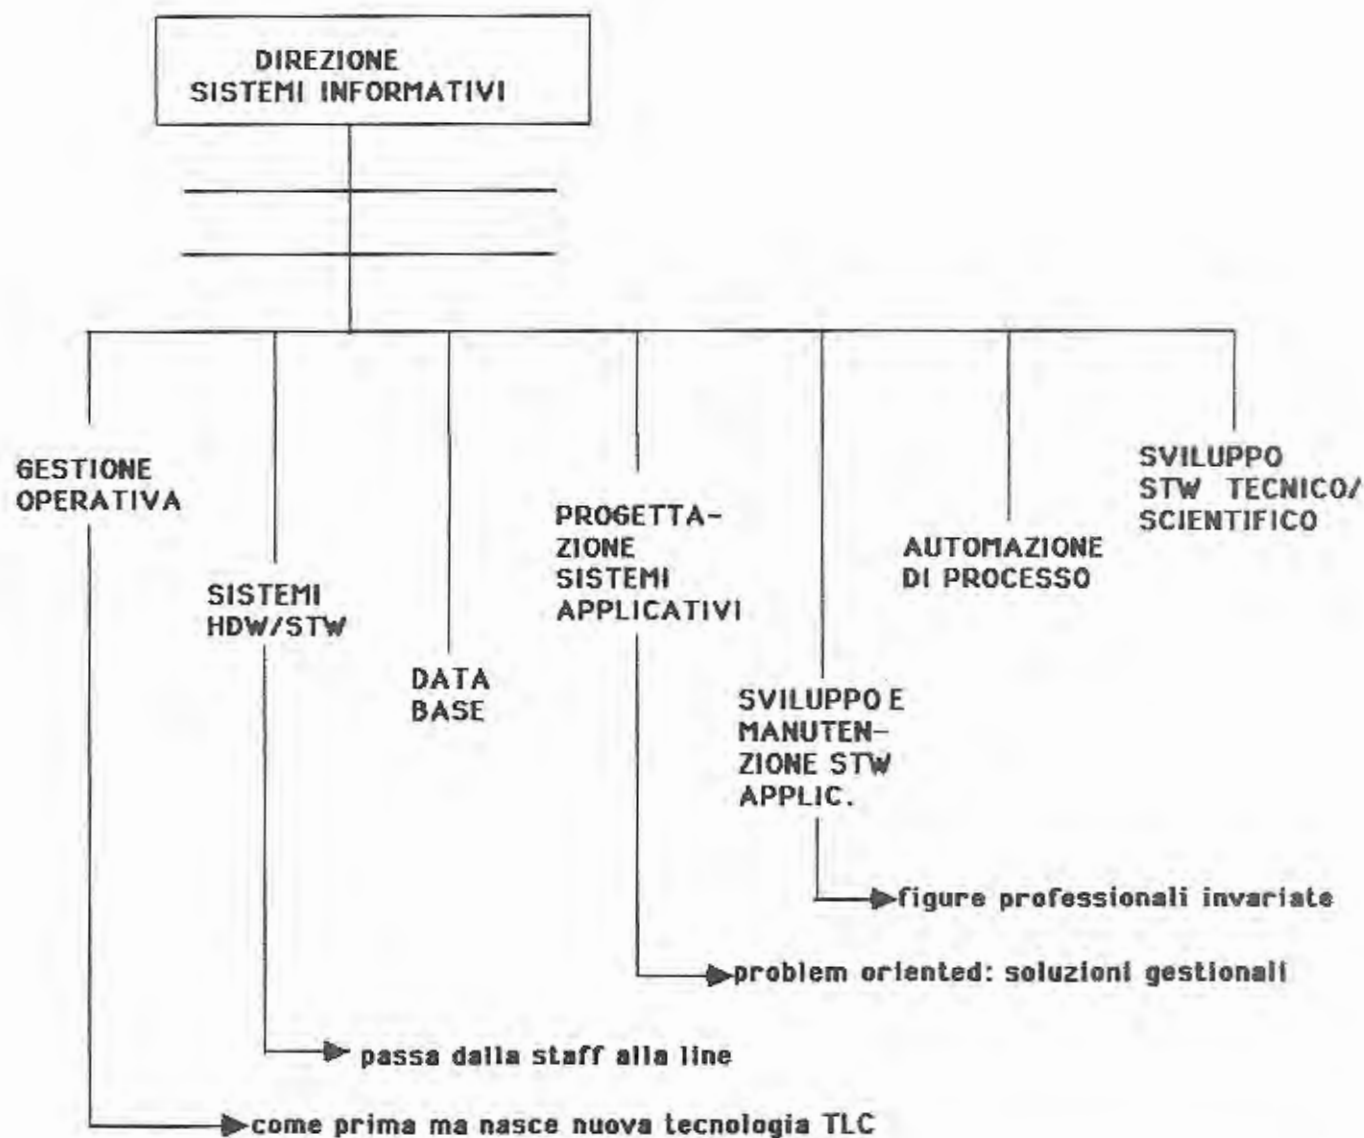 DIREZIONE
SISTEMI INFORMATIVI
GESTIONE
OPERATIVA
SISTEMI
HDW/STW
DATA
BASE
PROGETTA-
ZIONE
SISTEMI
APPLICATIVI
SVILUPPO E
MANUTEN-
ZIONE STW
APPLIC.
AUTOMAZIONE
DI PROCESSO
SVILUPPO
STW TECNICO/
SCIENTIFICO
figure professionali invariate
problem oriented: soluzioni gestionali
passa dalla staff alla line
come prima ma nasce nuova tecnologia TLC